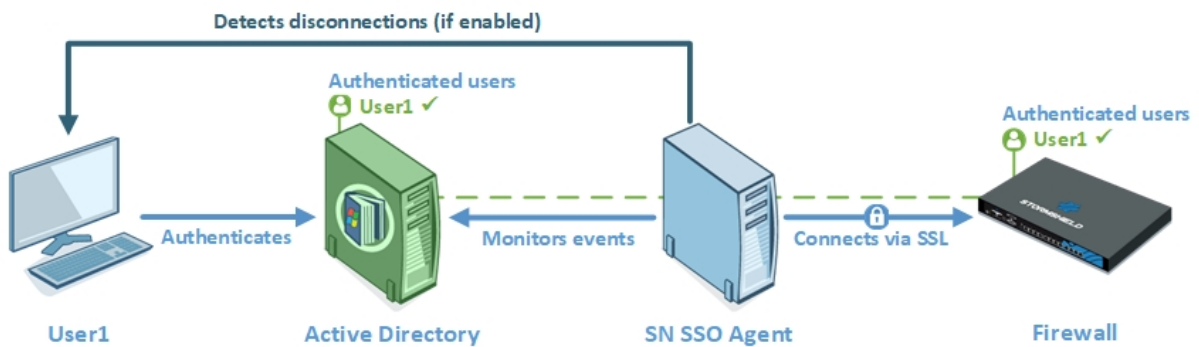 Detects disconnections (if enabled)
Authenticated users
User1 ✓
Authenticated users
User1 ✓
STORMSHIELD
Authenticates
Monitors events
Connects via SSL
User1
Active Directory
SN SSO Agent
Firewall